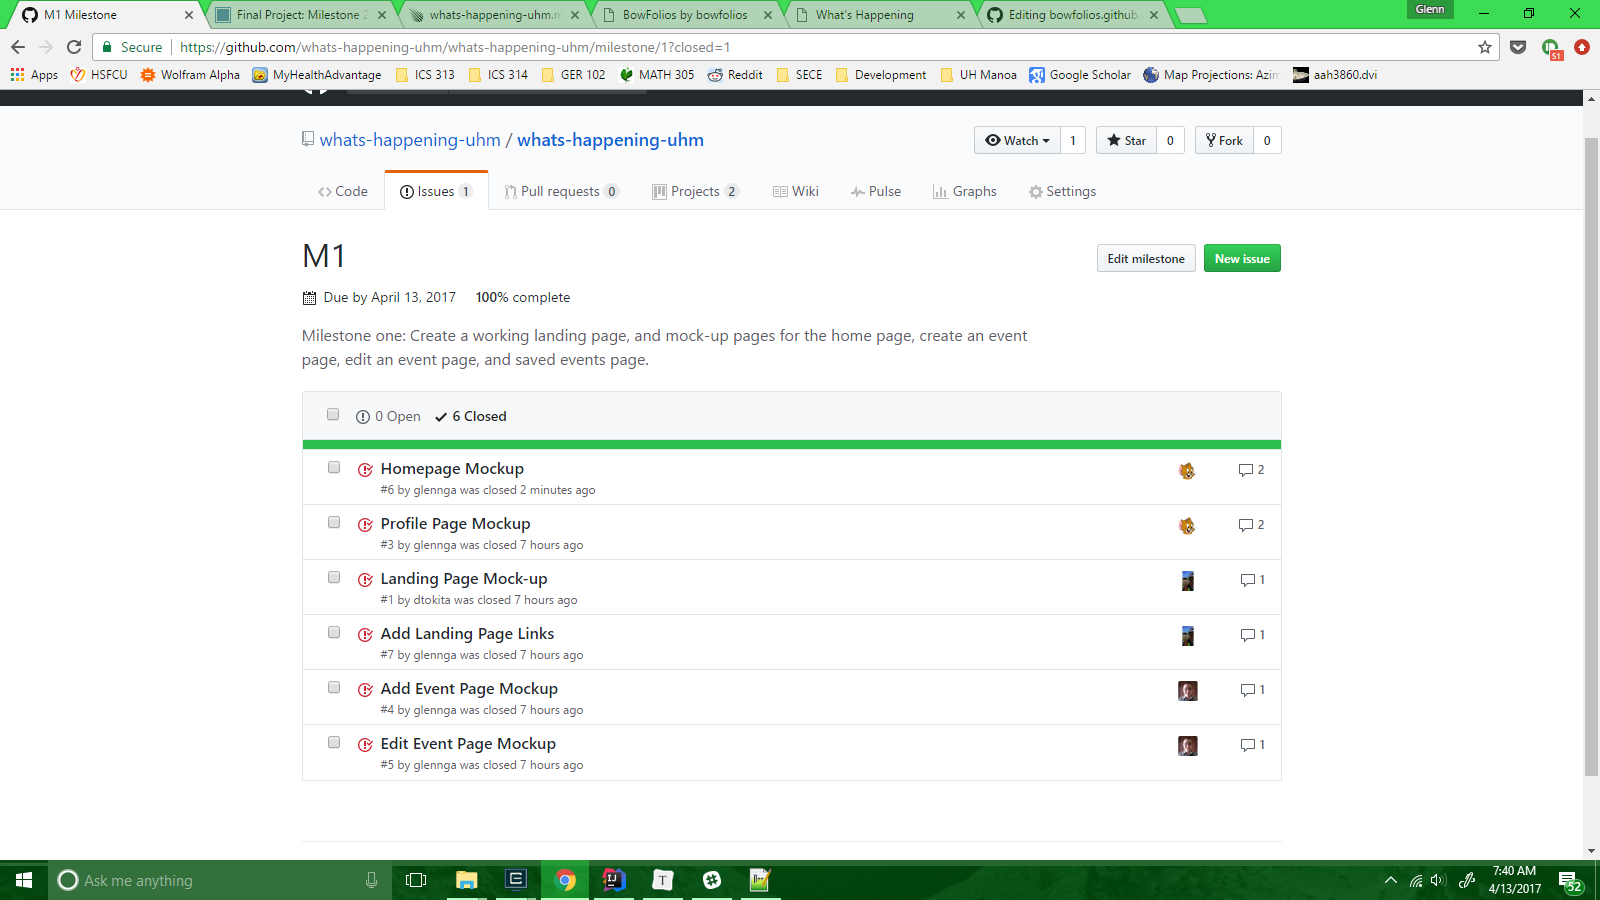 M1 Milestone
Final Project: Milestone 2
whats-happening-uhm.m
BowFolios by bowfolios
What's Happening
Editing bowfolios.github.
Glenn
Secure
https://github.com/whats-happening-uhm/whats-happening-uhm/milestone/1?closed=1
51
Apps
HSFCU
Wolfram Alpha
MyHealthAdvantage
ICS 313
ICS 314
GER 102
MATH 305
Reddit
SECE
Development
UH Manoa
Google Scholar
Map Projections: Azim
aah3860.dvi
whats-happening-uhm / whats-happening-uhm
Watch 1
Star 0
Fork 0
Code
Issues 1
Pull requests 0
Projects 2
Wiki
Pulse
Graphs
Settings
M1
Edit milestone
New issue
Due by April 13, 2017 100% complete
Milestone one: Create a working landing page, and mock-up pages for the home page, create an event
page, edit an event page, and saved events page.
0 Open 6 Closed
Homepage Mockup 2
#6 by glennga was closed 2 minutes ago
Profile Page Mockup 2
#3 by glennga was closed 7 hours ago
Landing Page Mock-up 1
#1 by dtokita was closed 7 hours ago
Add Landing Page Links 1
#7 by glennga was closed 7 hours ago
Add Event Page Mockup 1
#4 by glennga was closed 7 hours ago
Edit Event Page Mockup 1
#5 by glennga was closed 7 hours ago
Ask me anything
7:40 AM
4/13/2017
52